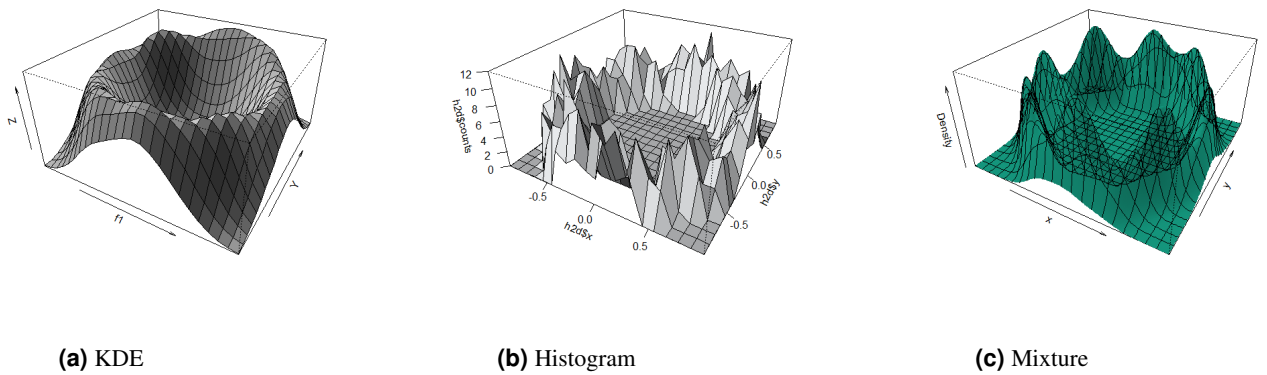 Z
f1
Y
(a) KDE
12
10
8
6
4
2
0
h2d$counts
-0.5
0.0
0.5
h2d$x
-0.5
0.0
0.5
h2d$y
(b) Histogram
Density
x
y
(c) Mixture